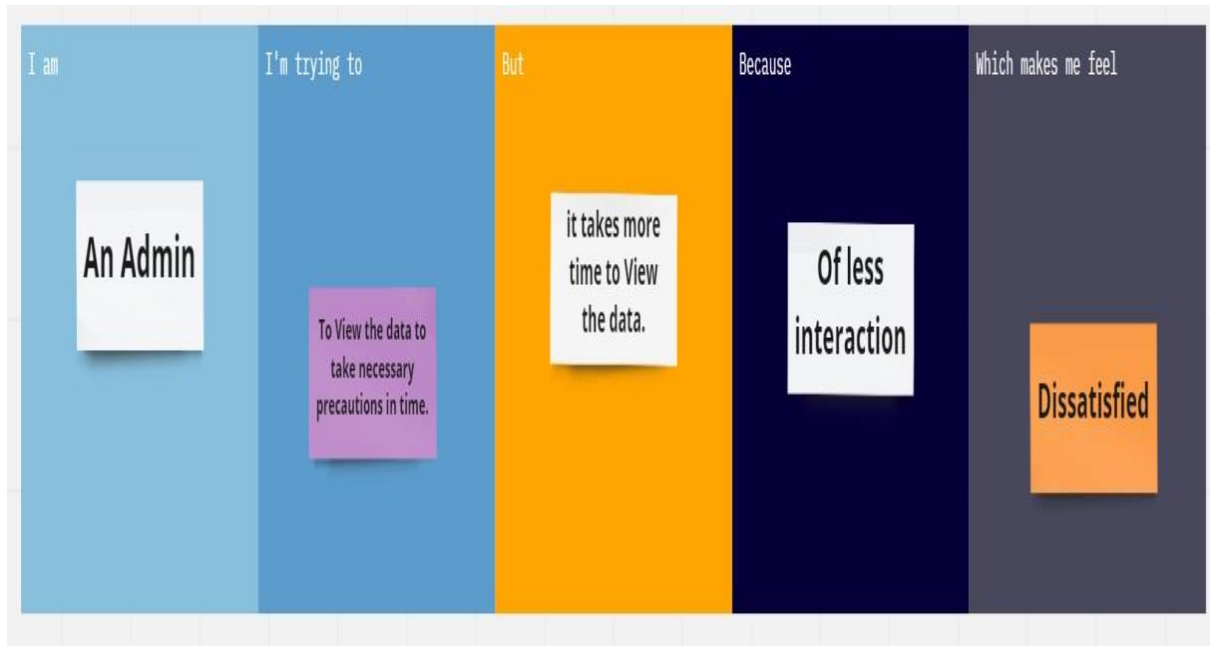 I am
An Admin
I'm trying to
To View the data to
take necessary
precautions in time.
But
it takes more
time to View
the data.
Because
Of less
interaction
Which makes me feel
Dissatisfied